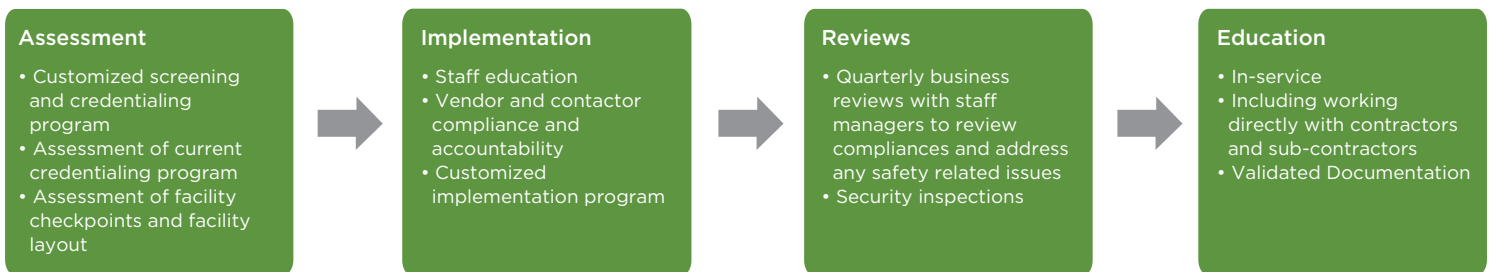 Assessment
• Customized screening
and credentialing
program
• Assessment of current
credentialing program
• Assessment of facility
checkpoints and facility
layout
Implementation
• Staff education
• Vendor and contactor
compliance and
accountability
• Customized
implementation program
Reviews
• Quarterly business
reviews with staff
managers to review
compliances and address
any safety related issues
• Security inspections
Education
• In-service
• Including working
directly with contractors
and sub-contractors
• Validated Documentation